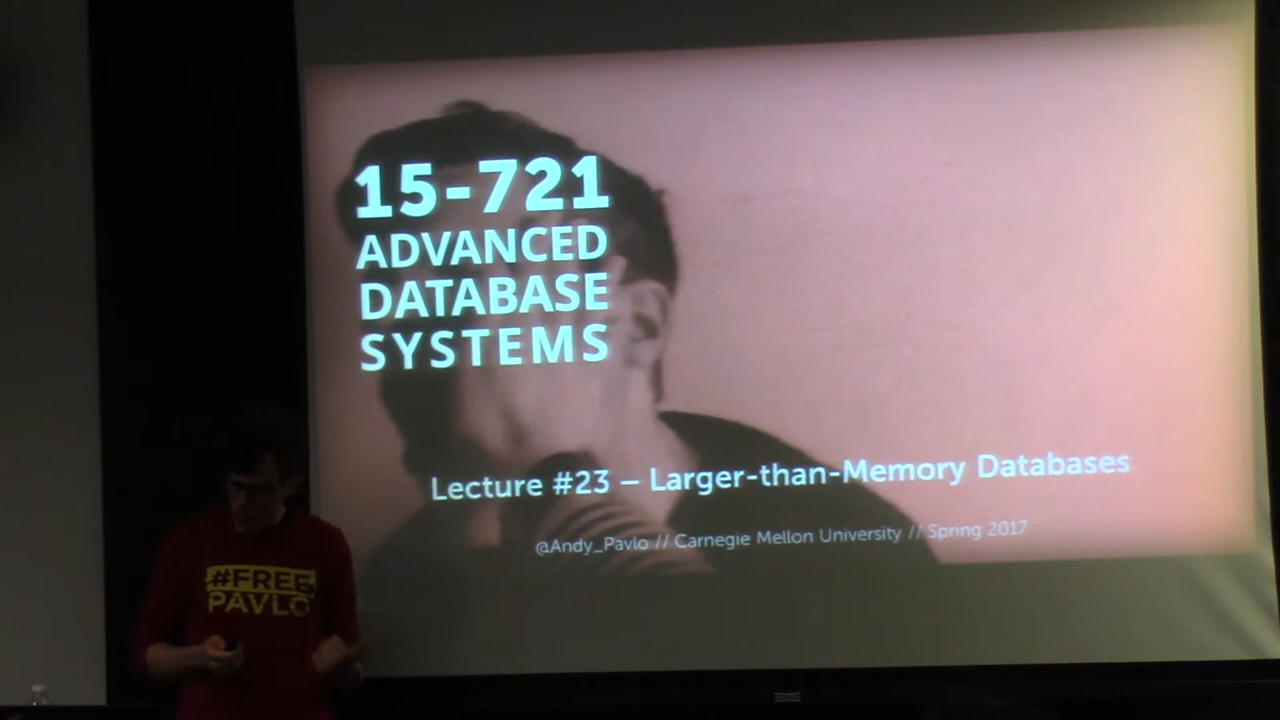 15-721
ADVANCED
DATABASE
SYSTEMS
Lecture #23 – Larger-than-Memory Databases
@Andy_Pavlo // Carnegie Mellon University // Spring 2017
#FREE
PAVLO